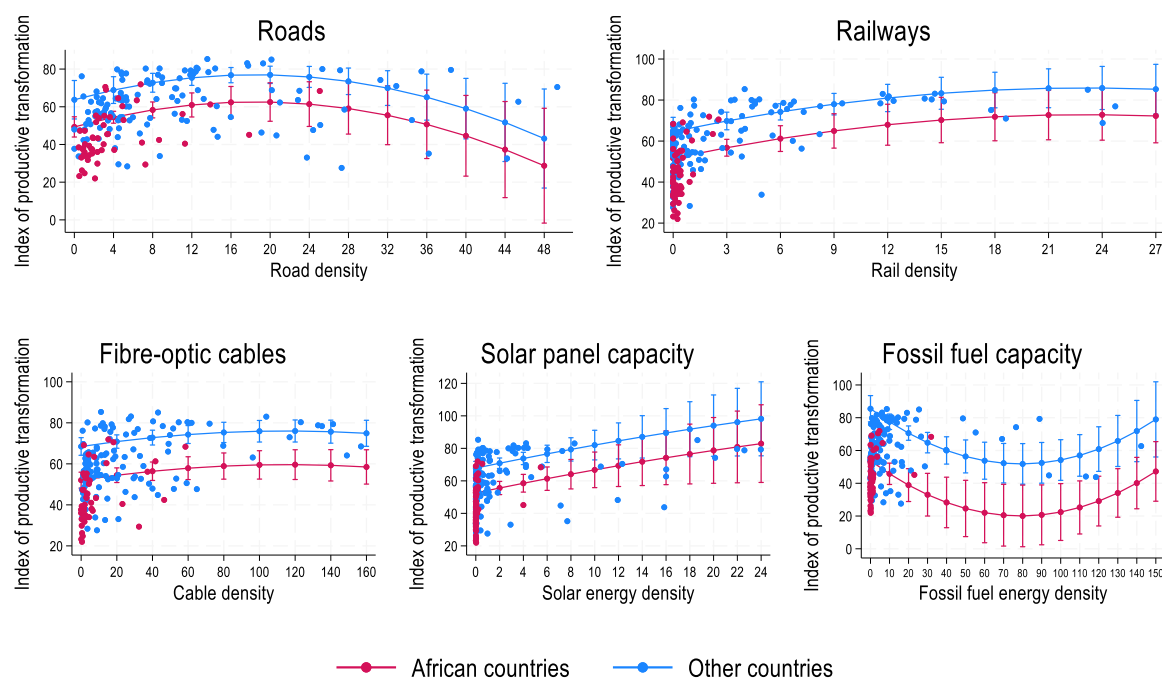 Roads
Index of productive transformation
80
60
40
20
0
0 4 8 12 16 20 24 28 32 36 40 44 48
Road density
Railways
Index of productive transformation
100
80
60
40
20
0 3 6 9 12 15 18 21 24 27
Rail density
Fibre-optic cables
Index of productive transformation
100
80
60
40
20
0 20 40 60 80 100 120 140 160
Cable density
Solar panel capacity
Index of productive transformation
120
100
80
60
40
20
0 2 4 6 8 10 12 14 16 18 20 22 24
Solar energy density
Fossil fuel capacity
Index of productive transformation
100
80
60
40
20
0
0 10 20 30 40 50 60 70 80 90 100 110 120 130 140 150
Fossil fuel energy density
African countries
Other countries